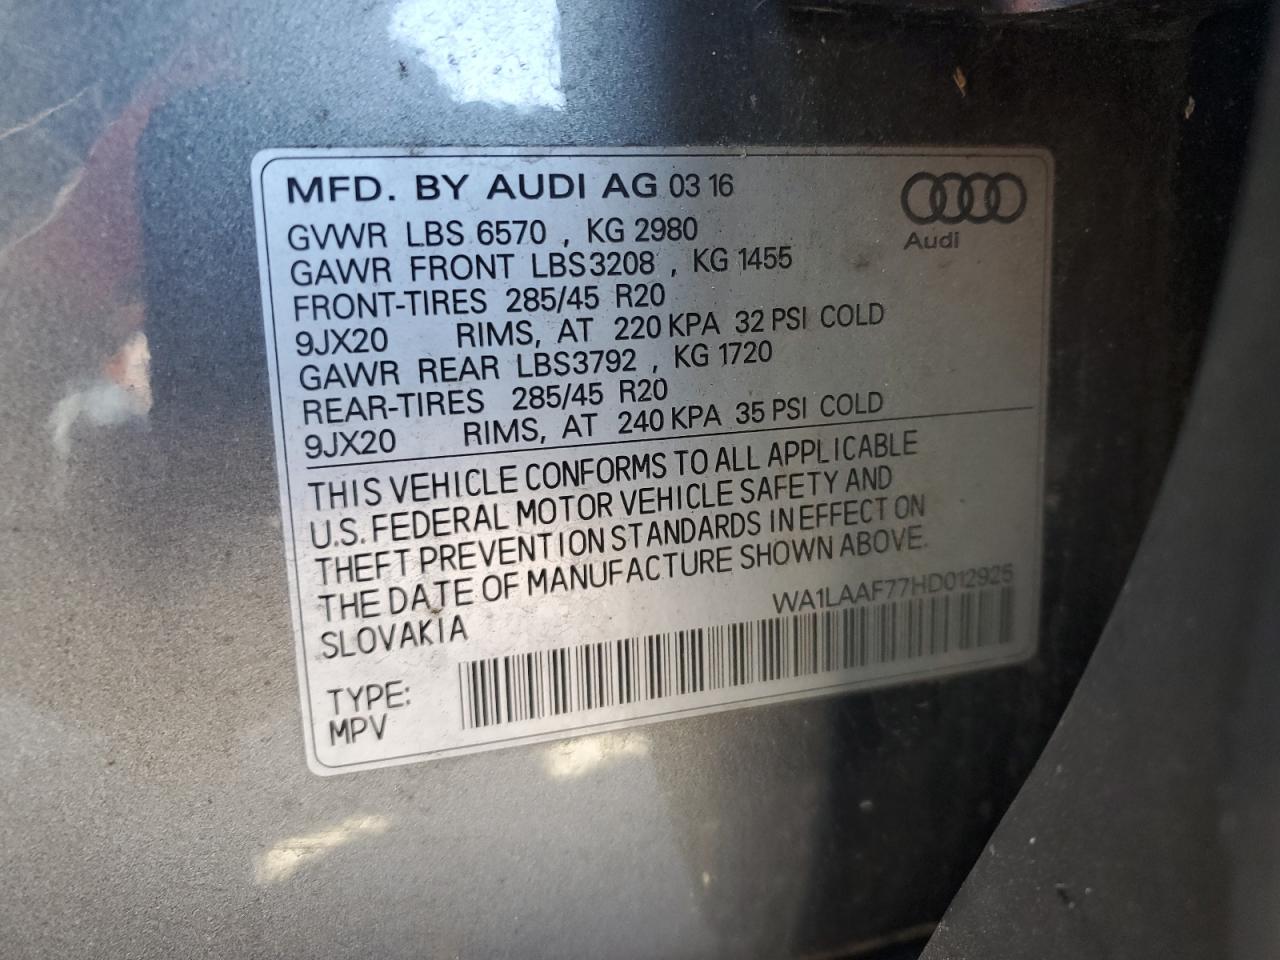 MFD. BY AUDI AG 03 16
Audi
GVWR LBS 6570 , KG 2980
GAWR FRONT LBS3208 , KG 1455
FRONT-TIRES 285/45 R20
9JX20 RIMS, AT 220 KPA 32 PSI COLD
GAWR REAR LBS3792 , KG 1720
REAR-TIRES 285/45 R20
9JX20 RIMS, AT 240 KPA 35 PSI COLD
THIS VEHICLE CONFORMS TO ALL APPLICABLE
U.S. FEDERAL MOTOR VEHICLE SAFETY AND
THEFT PREVENTION STANDARDS IN EFFECT ON
THE DATE OF MANUFACTURE SHOWN ABOVE.
SLOVAKIA
WA1LAAF77HD012925
TYPE:
MPV